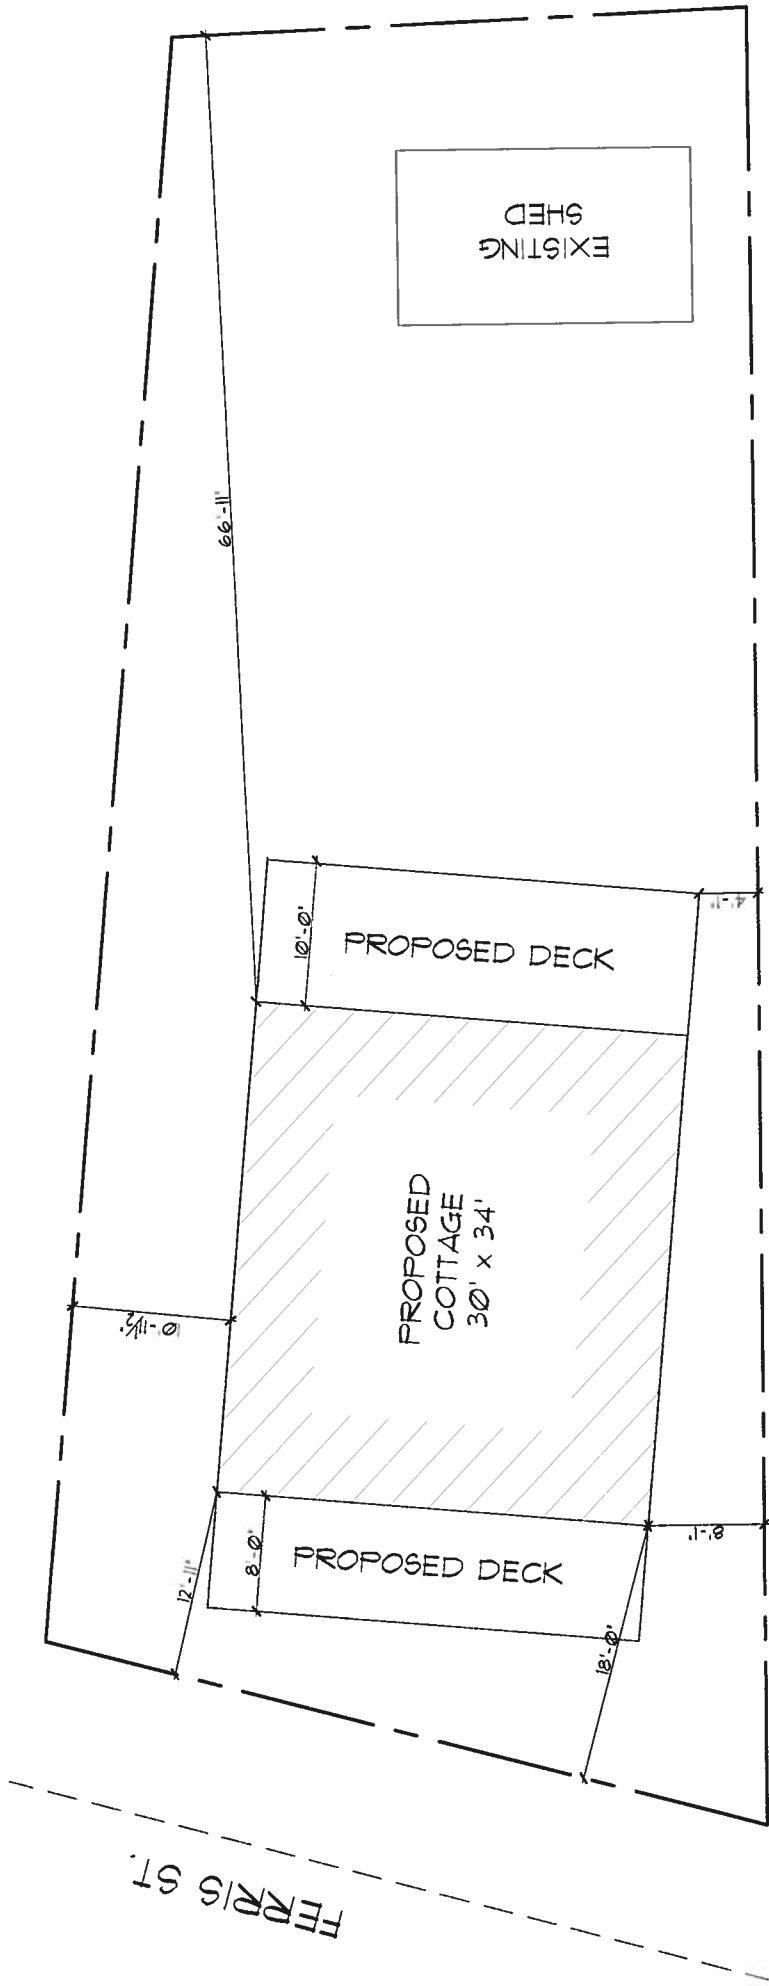 EXISTING
SHED
66'-11"
10'-0"
PROPOSED DECK
4'-1"
PROPOSED
COTTAGE
30' x 34'
10'-11½"
12'-11"
8'-0"
PROPOSED DECK
8'-1"
18'-0"
FERRIS ST.